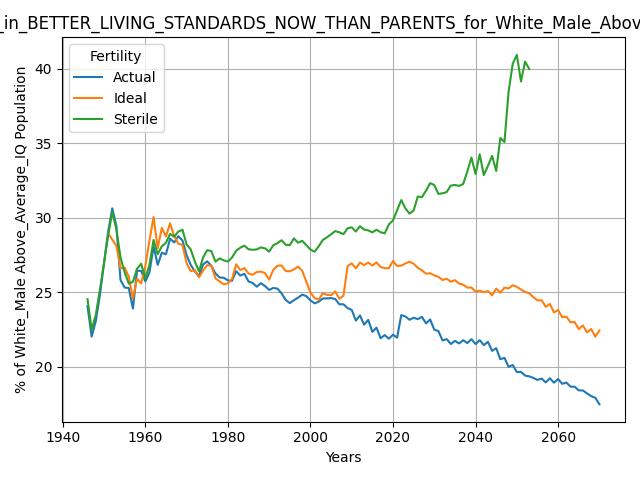 _in_BETTER_LIVING_STANDARDS_NOW_THAN_PARENTS_for_White_Male_Above
Fertility
Actual
Ideal
Sterile
% of White_Male Above_Average_IQ Population
40
35
30
25
20
1940 1960 1980 2000 2020 2040 2060
Years